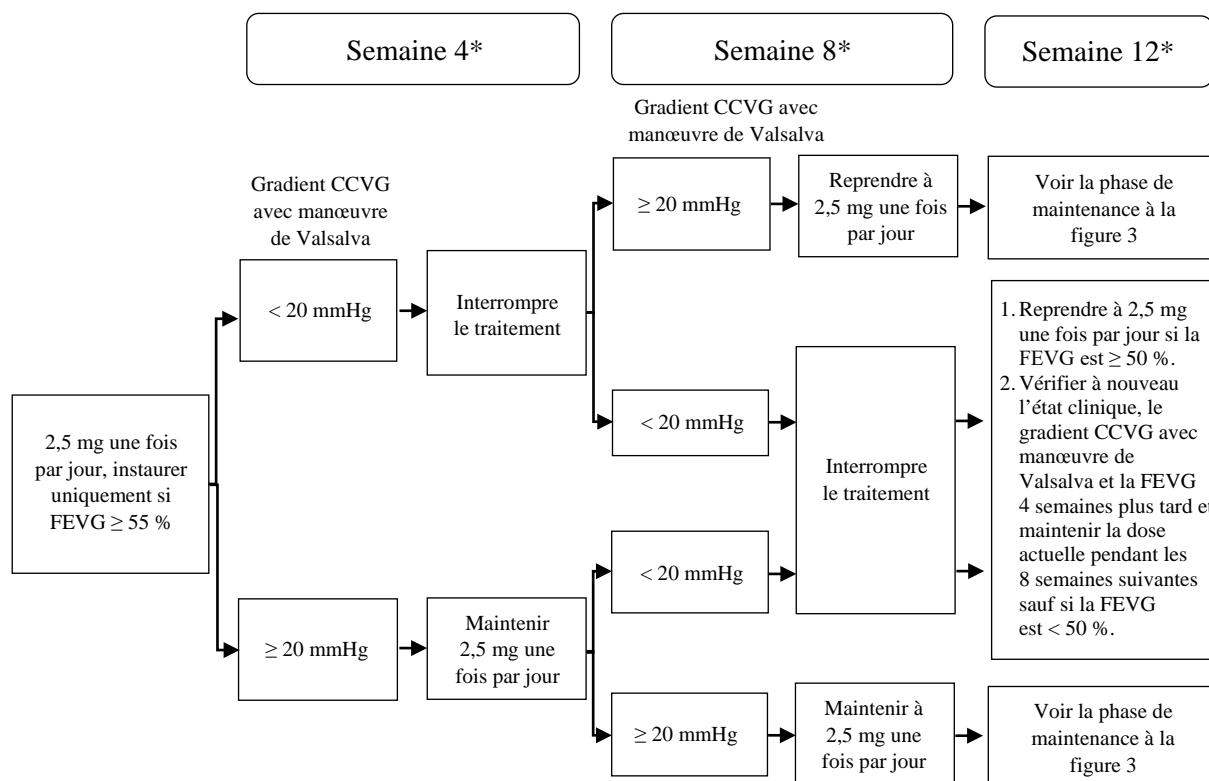 Semaine 4*
Semaine 8*
Semaine 12*
Gradient CCVG
avec manœuvre
de Valsalva
Gradient CCVG avec
manœuvre de Valsalva
2,5 mg une fois
par jour, instaurer
uniquement si
FEVG ≥ 55 %
< 20 mmHg
Interrompre
le traitement
≥ 20 mmHg
Reprendre à
2,5 mg une fois
par jour
Voir la phase de
maintenance à la
figure 3
< 20 mmHg
Interrompre
le traitement
1. Reprendre à 2,5 mg
une fois par jour si la
FEVG est ≥ 50 %.
2. Vérifier à nouveau
l’état clinique, le
gradient CCVG avec
manœuvre de
Valsalva et la FEVG
4 semaines plus tard et
maintenir la dose
actuelle pendant les
8 semaines suivantes
sauf si la FEVG
est < 50 %.
≥ 20 mmHg
Maintenir
2,5 mg une
fois par jour
< 20 mmHg
≥ 20 mmHg
Maintenir à
2,5 mg une
fois par jour
Voir la phase de
maintenance à la
figure 3